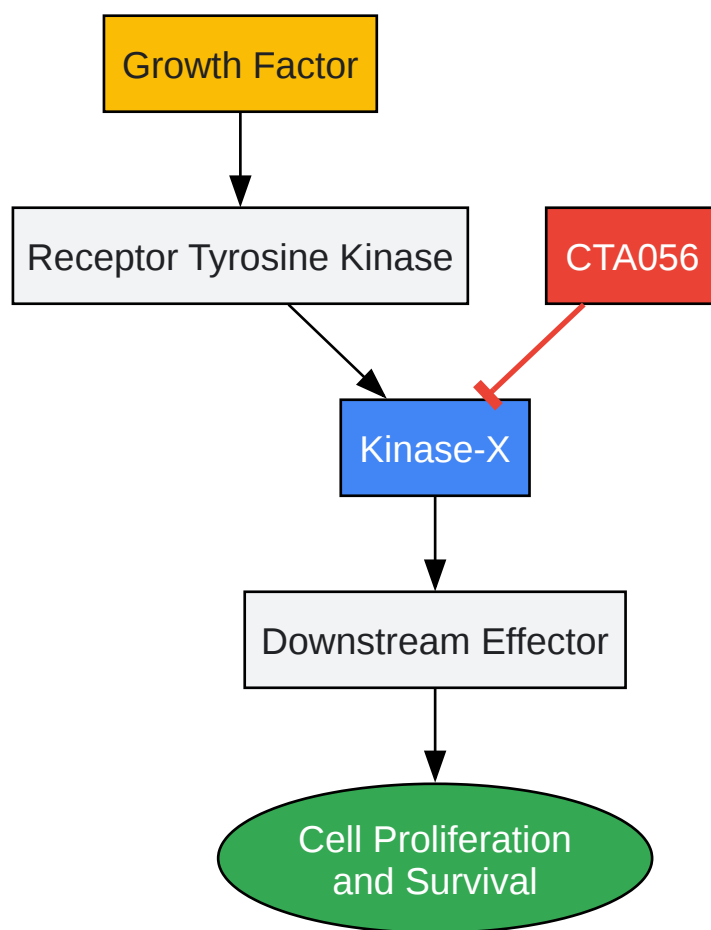 Growth Factor
Receptor Tyrosine Kinase
CTA056
Kinase-X
Downstream Effector
Cell Proliferation
and Survival